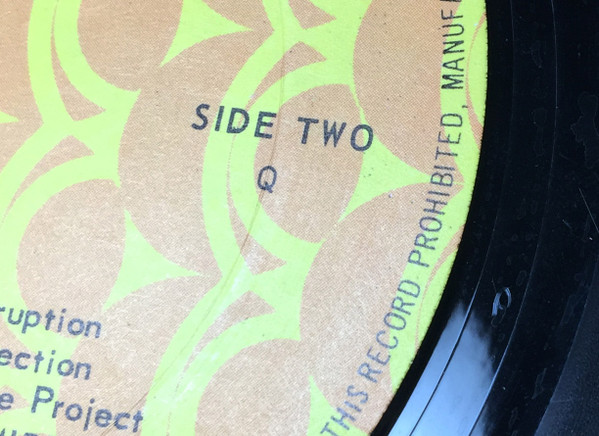 SIDE TWO
Q
ruption
ection
e Project
THIS RECORD PROHIBITED, MANUF